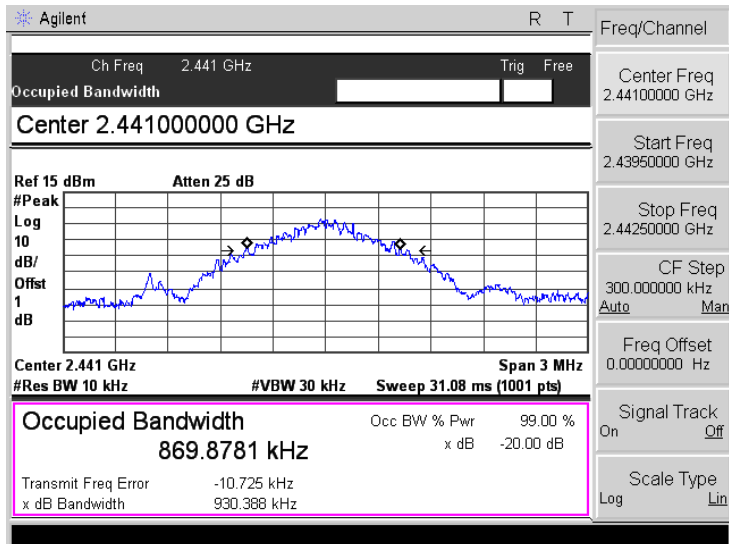 Agilent R T
Ch Freq 2.441 GHz Trig Free
Occupied Bandwidth
Center 2.441000000 GHz
Ref 15 dBm Atten 25 dB
#Peak
Log
10
dB/
Offst
1
dB
Center 2.441 GHz Span 3 MHz
#Res BW 10 kHz #VBW 30 kHz Sweep 31.08 ms (1001 pts)
Occupied Bandwidth Occ BW % Pwr 99.00 %
869.8781 kHz x dB -20.00 dB
Transmit Freq Error -10.725 kHz
x dB Bandwidth 930.388 kHz
Freq/Channel
Center Freq
2.44100000 GHz
Start Freq
2.43950000 GHz
Stop Freq
2.44250000 GHz
CF Step
300.000000 kHz
Auto Man
Freq Offset
0.00000000 Hz
Signal Track
On Off
Scale Type
Log Lin